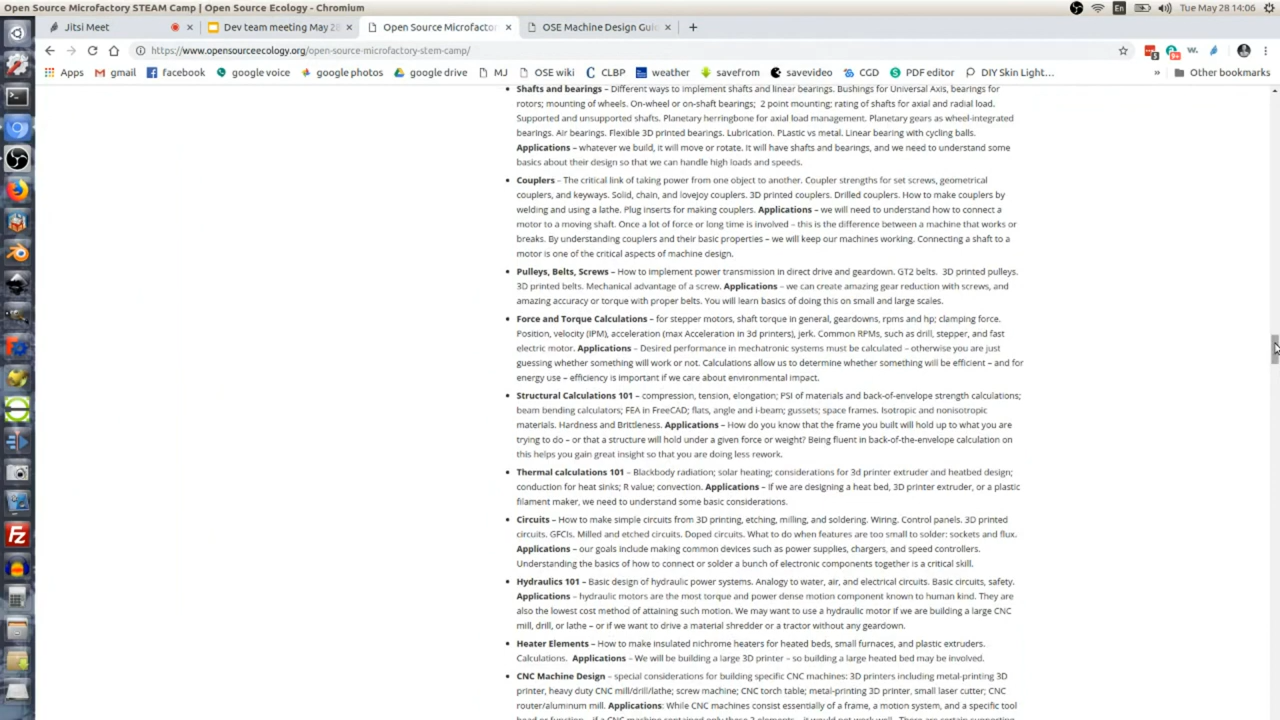 Open Source Microfactory STEAM Camp | Open Source Ecology - Chromium
En
Tue May 28 14:06
Jitsi Meet
Dev team meeting May 28
Open Source Microfactor
OSE Machine Design Guid
https://www.opensourceecology.org/open-source-microfactory-stem-camp/
Apps
gmail
facebook
google voice
google photos
google drive
MJ
OSE wiki
CLBP
weather
savefrom
savevideo
CGD
PDF editor
DIY Skin Light…
»
Other bookmarks
• Shafts and bearings – Different ways to implement shafts and linear bearings. Bushings for Universal Axis, bearings for
rotors; mounting of wheels. On-wheel or on-shaft bearings; 2 point mounting; rating of shafts for axial and radial load.
Supported and unsupported shafts. Planetary herringbone for axial load management. Planetary gears as wheel-integrated
bearings. Air bearings. Flexible 3D printed bearings. Lubrication. PLastic vs metal. Linear bearing with cycling balls.
Applications – whatever we build, it will move or rotate. It will have shafts and bearings, and we need to understand some
basics about their design so that we can handle high loads and speeds.
• Couplers – The critical link of taking power from one object to another. Coupler strengths for set screws, geometrical
couplers, and keyways. Solid, chain, and lovejoy couplers. 3D printed couplers. Drilled couplers. How to make couplers by
welding and using a lathe. Plug inserts for making couplers. Applications – we will need to understand how to connect a
motor to a moving shaft. Once a lot of force or long time is involved – this is the difference between a machine that works or
breaks. By understanding couplers and their basic properties – we will keep our machines working. Connecting a shaft to a
motor is one of the critical aspects of machine design.
• Pulleys, Belts, Screws – How to implement power transmission in direct drive and geardown. GT2 belts. 3D printed pulleys.
3D printed belts. Mechanical advantage of a screw. Applications – we can create amazing gear reduction with screws, and
amazing accuracy or torque with proper belts. You will learn basics of doing this on small and large scales.
• Force and Torque Calculations – for stepper motors, shaft torque in general, geardowns, rpms and hp; clamping force.
Position, velocity (IPM), acceleration (max Acceleration in 3d printers), jerk. Common RPMs, such as drill, stepper, and fast
electric motor. Applications – Desired performance in mechatronic systems must be calculated – otherwise you are just
guessing whether something will work or not. Calculations allow us to determine whether something will be efficient – and for
energy use – efficiency is important if we care about environmental impact.
• Structural Calculations 101 – compression, tension, elongation; PSI of materials and back-of-envelope strength calculations;
beam bending calculators; FEA in FreeCAD; flats, angle and i-beam; gussets; space frames. Isotropic and nonisotropic
materials. Hardness and Brittleness. Applications – How do you know that the frame you built will hold up to what you are
trying to do – or that a structure will hold under a given force or weight? Being fluent in back-of-the-envelope calculation on
this helps you gain great insight so that you are doing less rework.
• Thermal calculations 101 – Blackbody radiation; solar heating; considerations for 3d printer extruder and heatbed design;
conduction for heat sinks; R value; convection. Applications – If we are designing a heat bed, 3D printer extruder, or a plastic
filament maker, we need to understand some basic considerations.
• Circuits – How to make simple circuits from 3D printing, etching, milling, and soldering. Wiring. Control panels. 3D printed
circuits. GFCIs. Milled and etched circuits. Doped circuits. What to do when features are too small to solder: sockets and flux.
Applications – our goals include making common devices such as power supplies, chargers, and speed controllers.
Understanding the basics of how to connect or solder a bunch of electronic components together is a critical skill.
• Hydraulics 101 – Basic design of hydraulic power systems. Analogy to water, air, and electrical circuits. Basic circuits, safety.
Applications – hydraulic motors are the most torque and power dense motion component known to human kind. They are
also the lowest cost method of attaining such motion. We may want to use a hydraulic motor if we are building a large CNC
mill, drill, or lathe – or if we want to drive a material shredder or a tractor without any geardown.
• Heater Elements – How to make insulated nichrome heaters for heated beds, small furnaces, and plastic extruders.
Calculations. Applications – We will be building a large 3D printer – so building a large heated bed may be involved.
• CNC Machine Design – special considerations for building specific CNC machines: 3D printers including metal-printing 3D
printer, heavy duty CNC mill/drill/lathe; screw machine; CNC torch table; metal-printing 3D printer, small laser cutter; CNC
router/aluminum mill. Applications: While CNC machines consist essentially of a frame, a motion system, and a specific tool